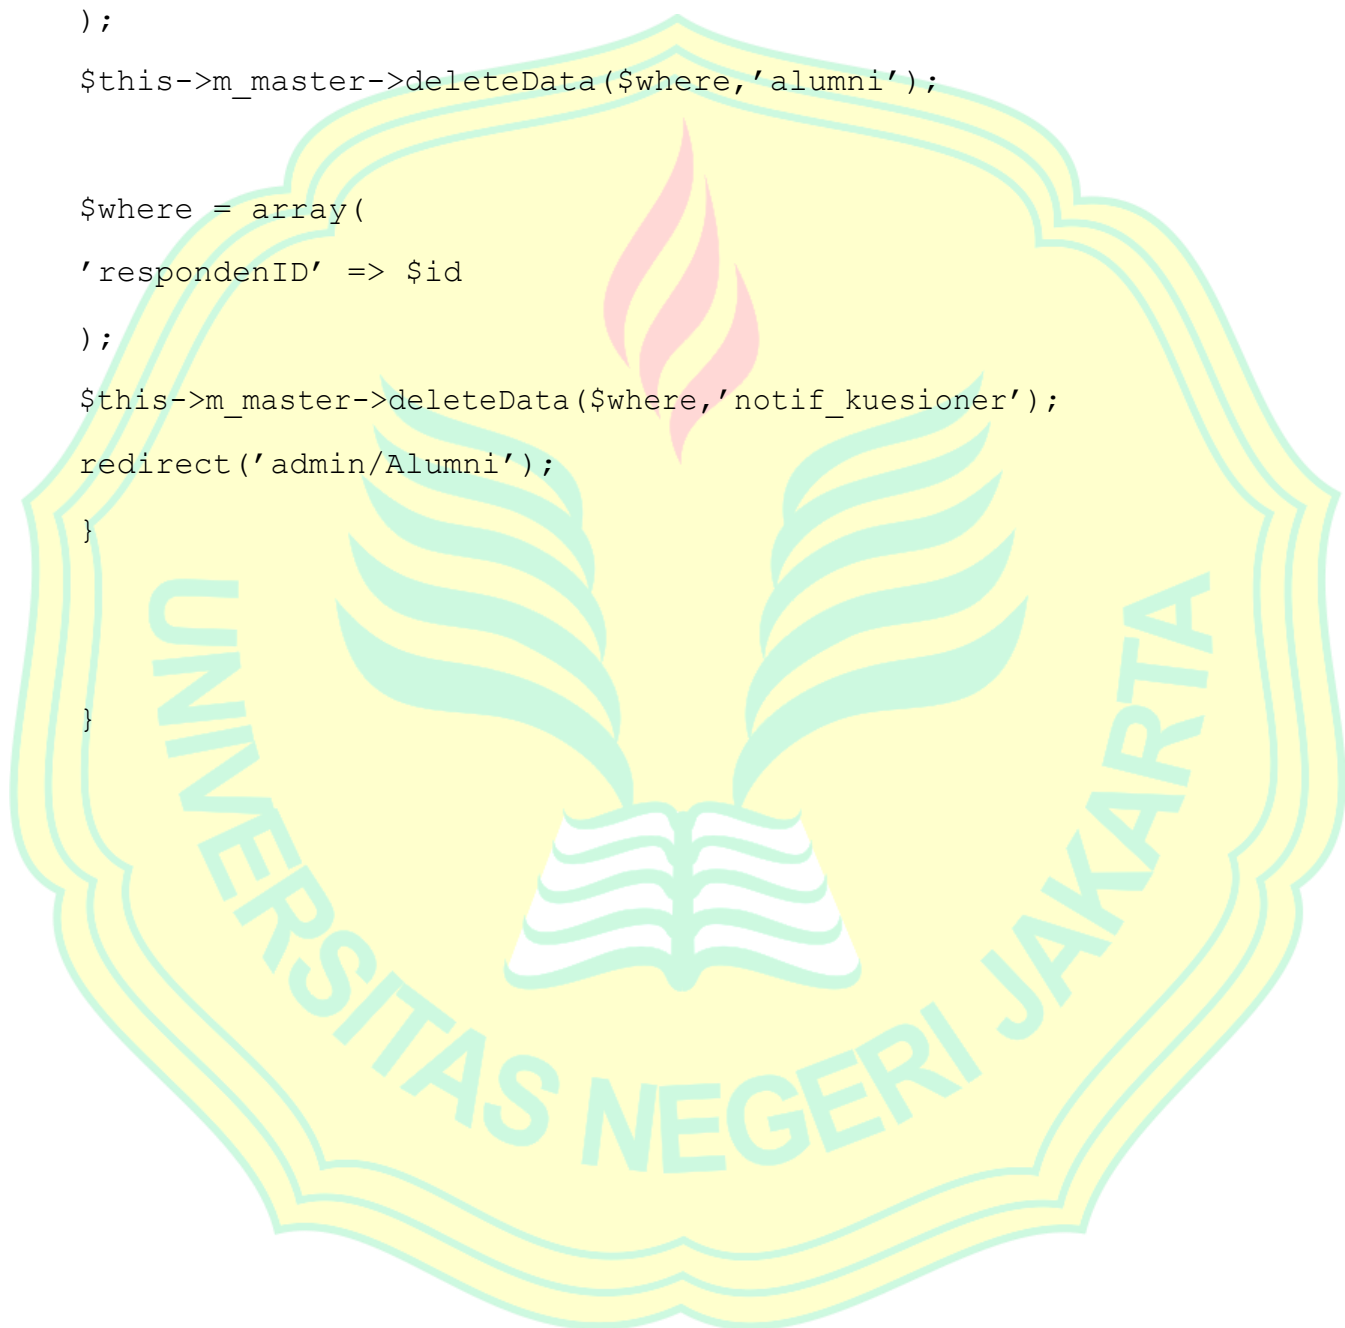 );
$this->m_master->deleteData($where,'alumni');
$where = array(
'respondenID' => $id
);
$this->m_master->deleteData($where,'notif_kuesioner');
redirect('admin/Alumni');
}
}
UNIVERSITAS NEGERI JAKARTA